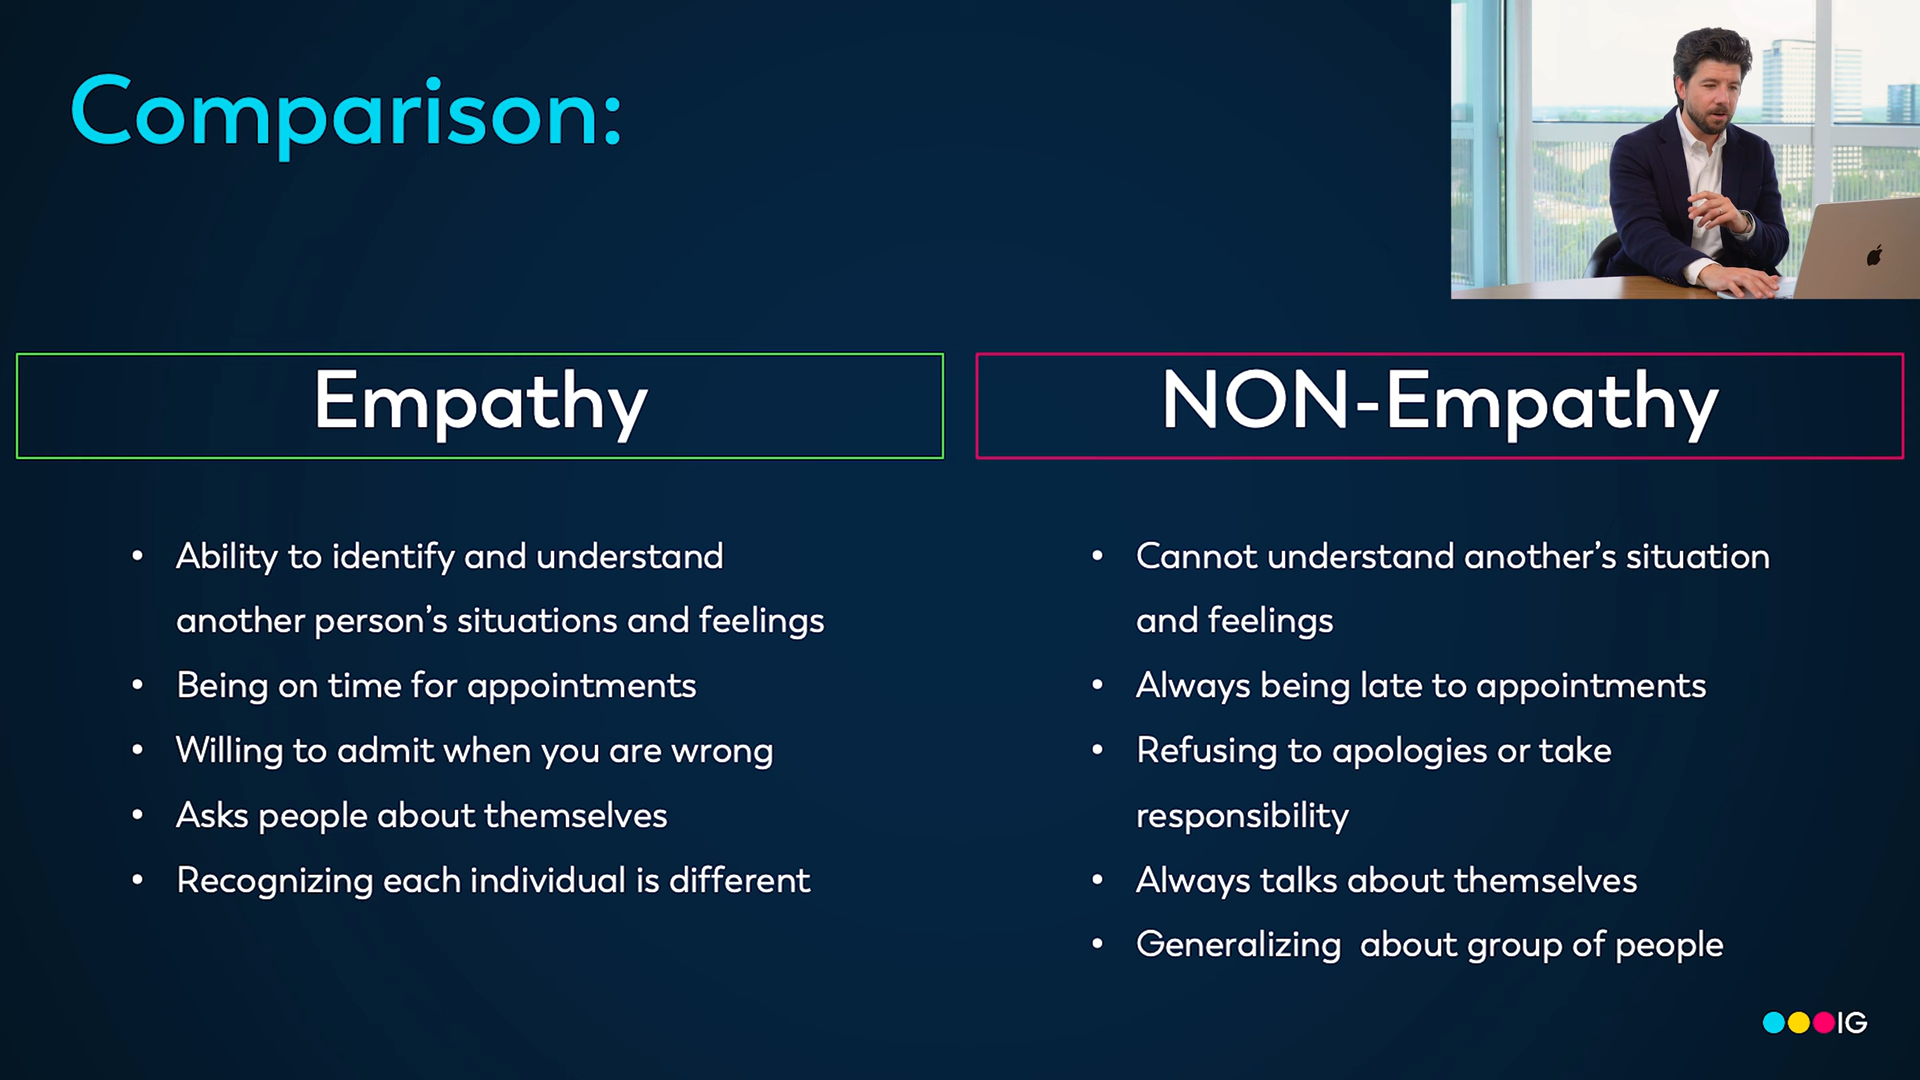 Comparison:
Empathy
• Ability to identify and understand
another person’s situations and feelings
• Being on time for appointments
• Willing to admit when you are wrong
• Asks people about themselves
• Recognizing each individual is different
NON-Empathy
• Cannot understand another’s situation
and feelings
• Always being late to appointments
• Refusing to apologies or take
responsibility
• Always talks about themselves
• Generalizing  about group of people
IG